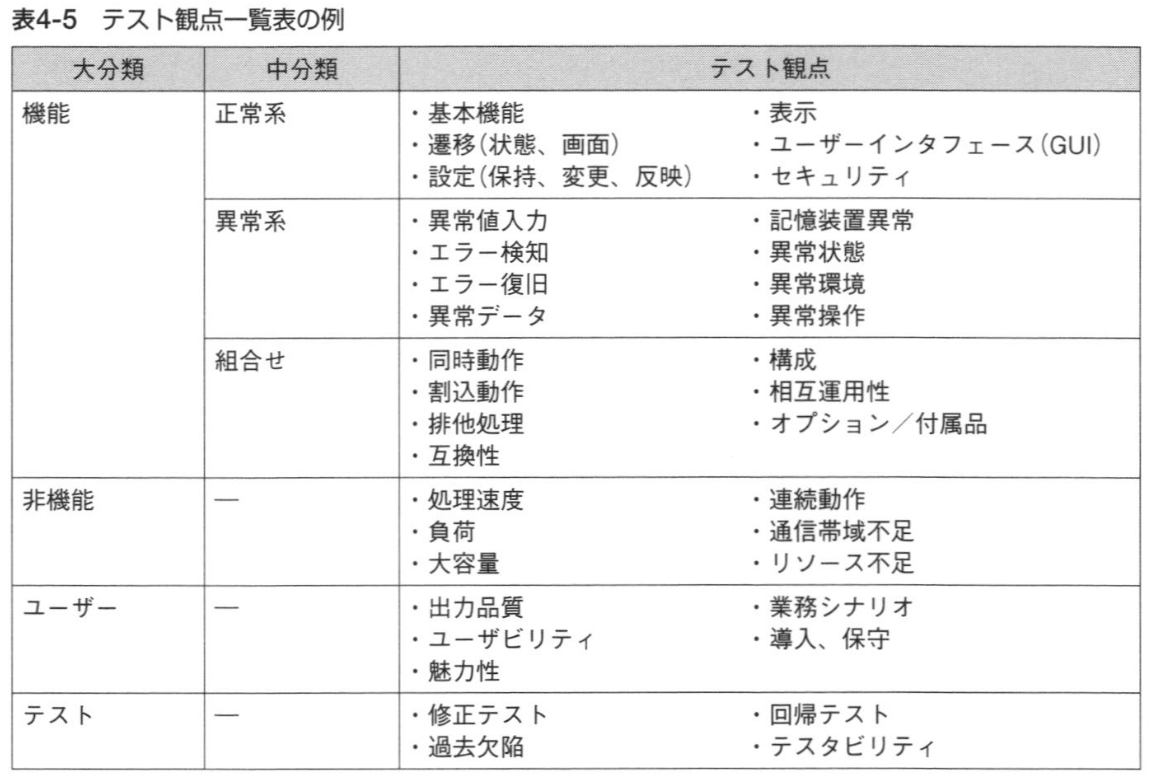 表4-5 テスト観点一覧表の例
大分類 中分類 テスト観点
機能 正常系 ・基本機能 ・表示
・遷移(状態、画面) ・ユーザーインタフェース(GUI)
・設定(保持、変更、反映) ・セキュリティ
異常系 ・異常値入力 ・記憶装置異常
・エラー検知 ・異常状態
・エラー復旧 ・異常環境
・異常データ ・異常操作
組合せ ・同時動作 ・構成
・割込動作 ・相互運用性
・排他処理 ・オプション／付属品
・互換性
非機能 — ・処理速度 ・連続動作
・負荷 ・通信帯域不足
・大容量 ・リソース不足
ユーザー — ・出力品質 ・業務シナリオ
・ユーザビリティ ・導入、保守
・魅力性
テスト — ・修正テスト ・回帰テスト
・過去欠陥 ・テスタビリティ